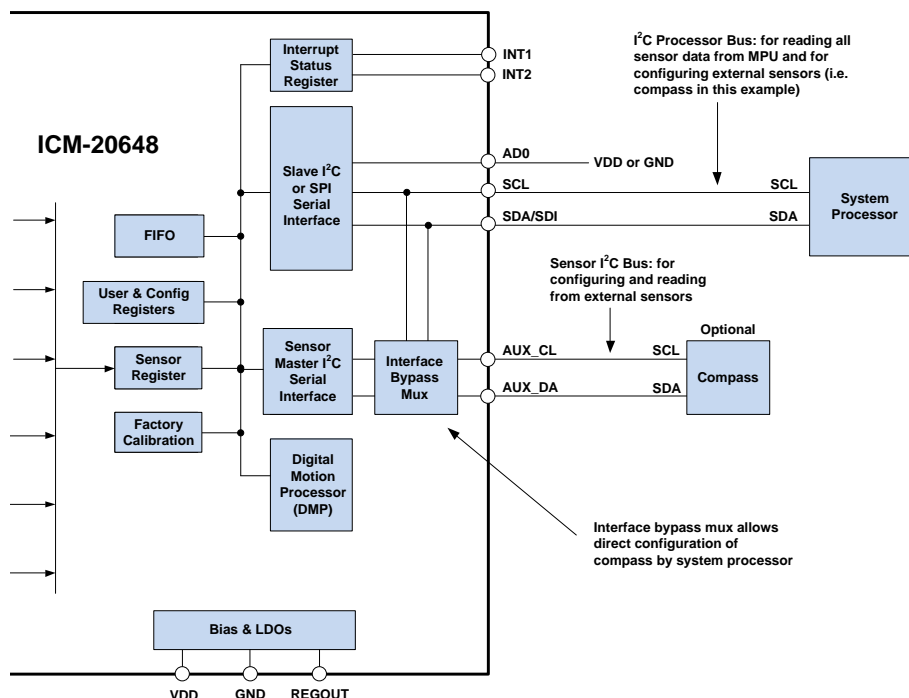 ICM-20648
Interrupt
Status
Register
INT1
INT2
I²C Processor Bus: for reading all
sensor data from MPU and for
configuring external sensors (i.e.
compass in this example)
Slave I²C
or SPI
Serial
Interface
AD0
VDD or GND
SCL
SCL
SDA/SDI
SDA
System
Processor
FIFO
User & Config
Registers
Sensor
Register
Factory
Calibration
Sensor I²C Bus: for
configuring and reading
from external sensors
Sensor
Master I²C
Serial
Interface
Interface
Bypass
Mux
AUX_CL
SCL
AUX_DA
SDA
Optional
Compass
Digital
Motion
Processor
(DMP)
Interface bypass mux allows
direct configuration of
compass by system processor
Bias & LDOs
VDD
GND
REGOUT